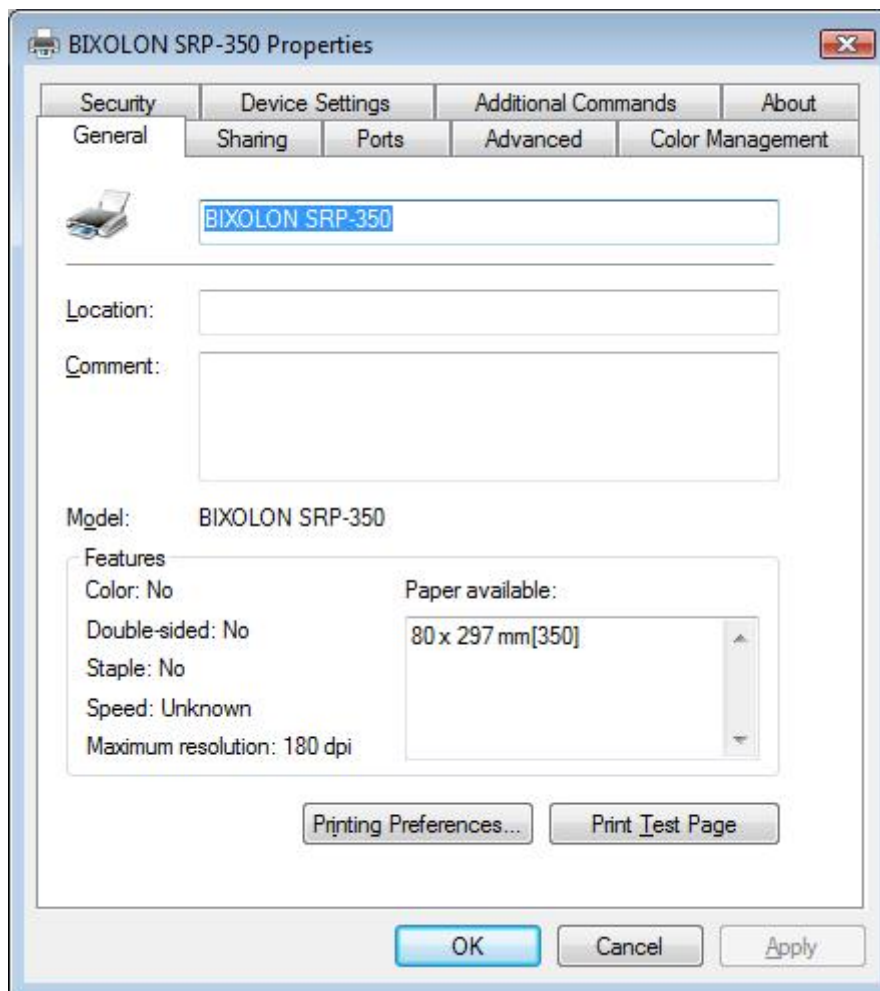 BIXOLON SRP-350 Properties
Security Device Settings Additional Commands About
General Sharing Ports Advanced Color Management
BIXOLON SRP-350
Location:
Comment:
Model: BIXOLON SRP-350
Features
Color: No Paper available:
Double-sided: No 80 x 297 mm[350]
Staple: No
Speed: Unknown
Maximum resolution: 180 dpi
Printing Preferences... Print Test Page
OK Cancel Apply